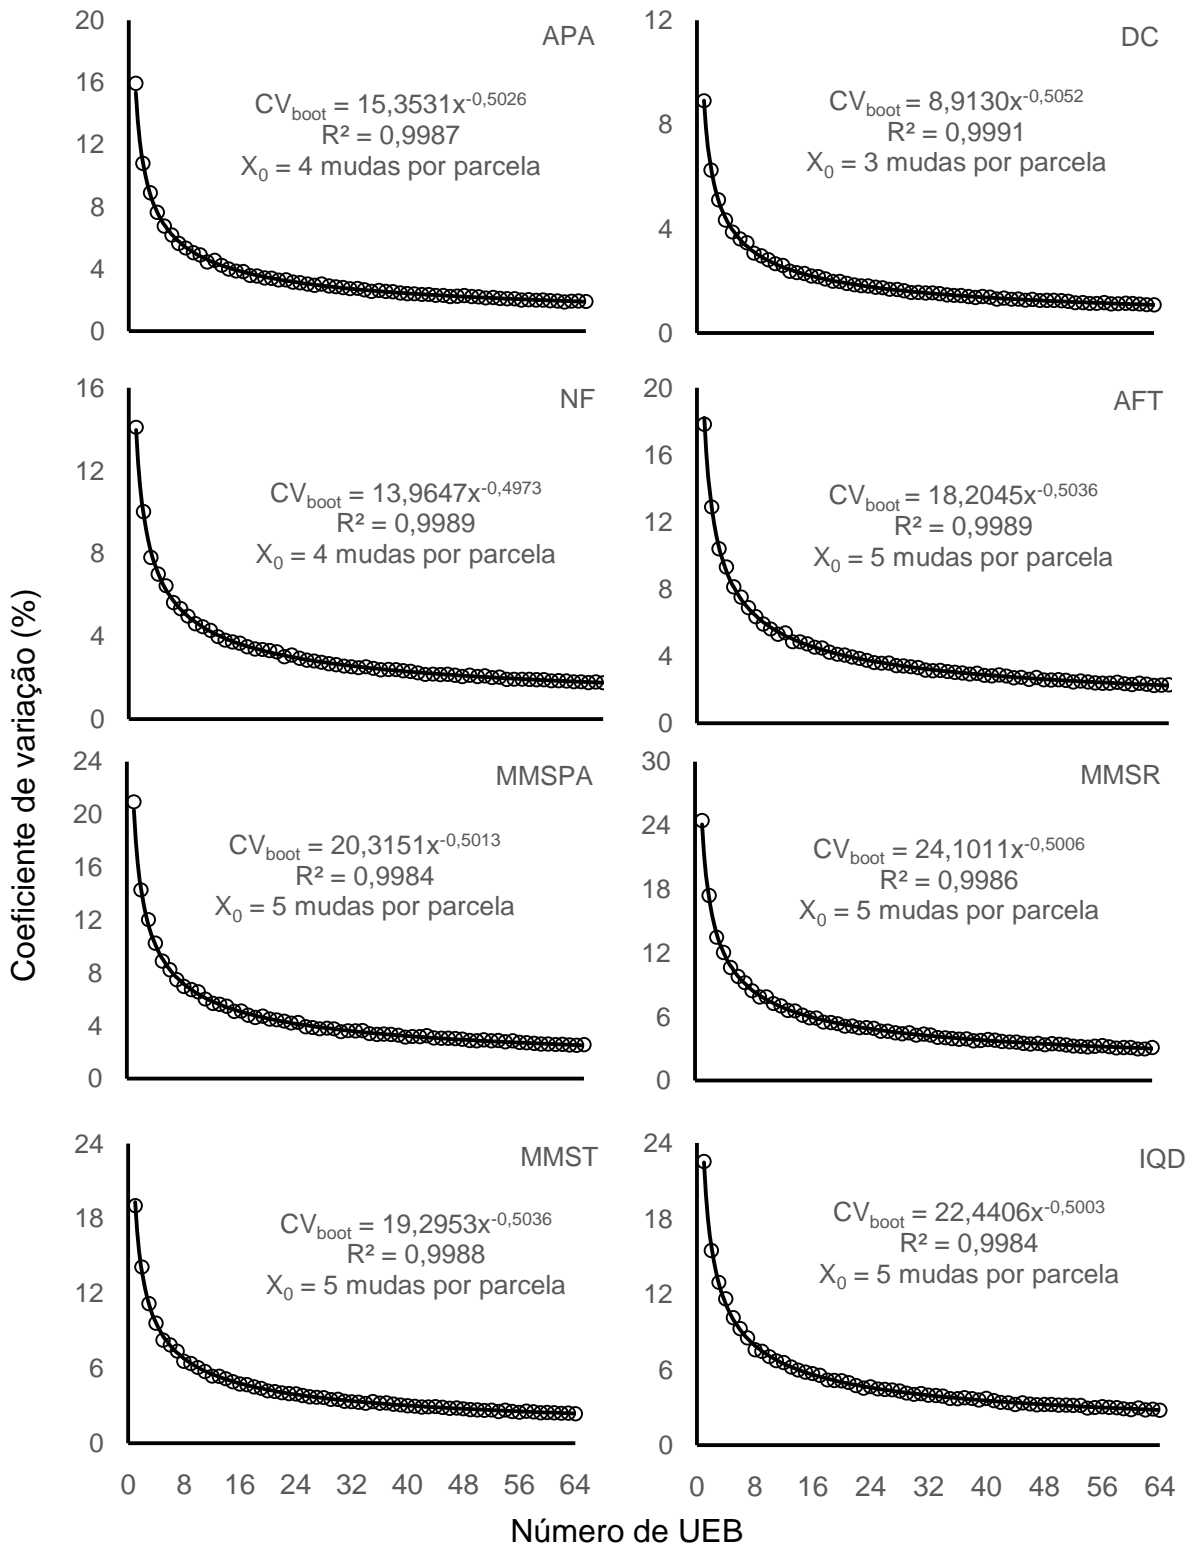 Coeficiente de variação (%)
APA
20
16
12
8
4
0
CV_boot = 15,3531x^-0,5026
R² = 0,9987
X₀ = 4 mudas por parcela
DC
12
8
4
0
CV_boot = 8,9130x^-0,5052
R² = 0,9991
X₀ = 3 mudas por parcela
NF
16
12
8
4
0
CV_boot = 13,9647x^-0,4973
R² = 0,9989
X₀ = 4 mudas por parcela
AFT
20
16
12
8
4
0
CV_boot = 18,2045x^-0,5036
R² = 0,9989
X₀ = 5 mudas por parcela
MMSPA
24
20
16
12
8
4
0
CV_boot = 20,3151x^-0,5013
R² = 0,9984
X₀ = 5 mudas por parcela
MMSR
30
24
18
12
6
0
CV_boot = 24,1011x^-0,5006
R² = 0,9986
X₀ = 5 mudas por parcela
MMST
24
18
12
6
0
CV_boot = 19,2953x^-0,5036
R² = 0,9988
X₀ = 5 mudas por parcela
0 8 16 24 32 40 48 56 64
IQD
24
18
12
6
0
CV_boot = 22,4406x^-0,5003
R² = 0,9984
X₀ = 5 mudas por parcela
0 8 16 24 32 40 48 56 64
Número de UEB